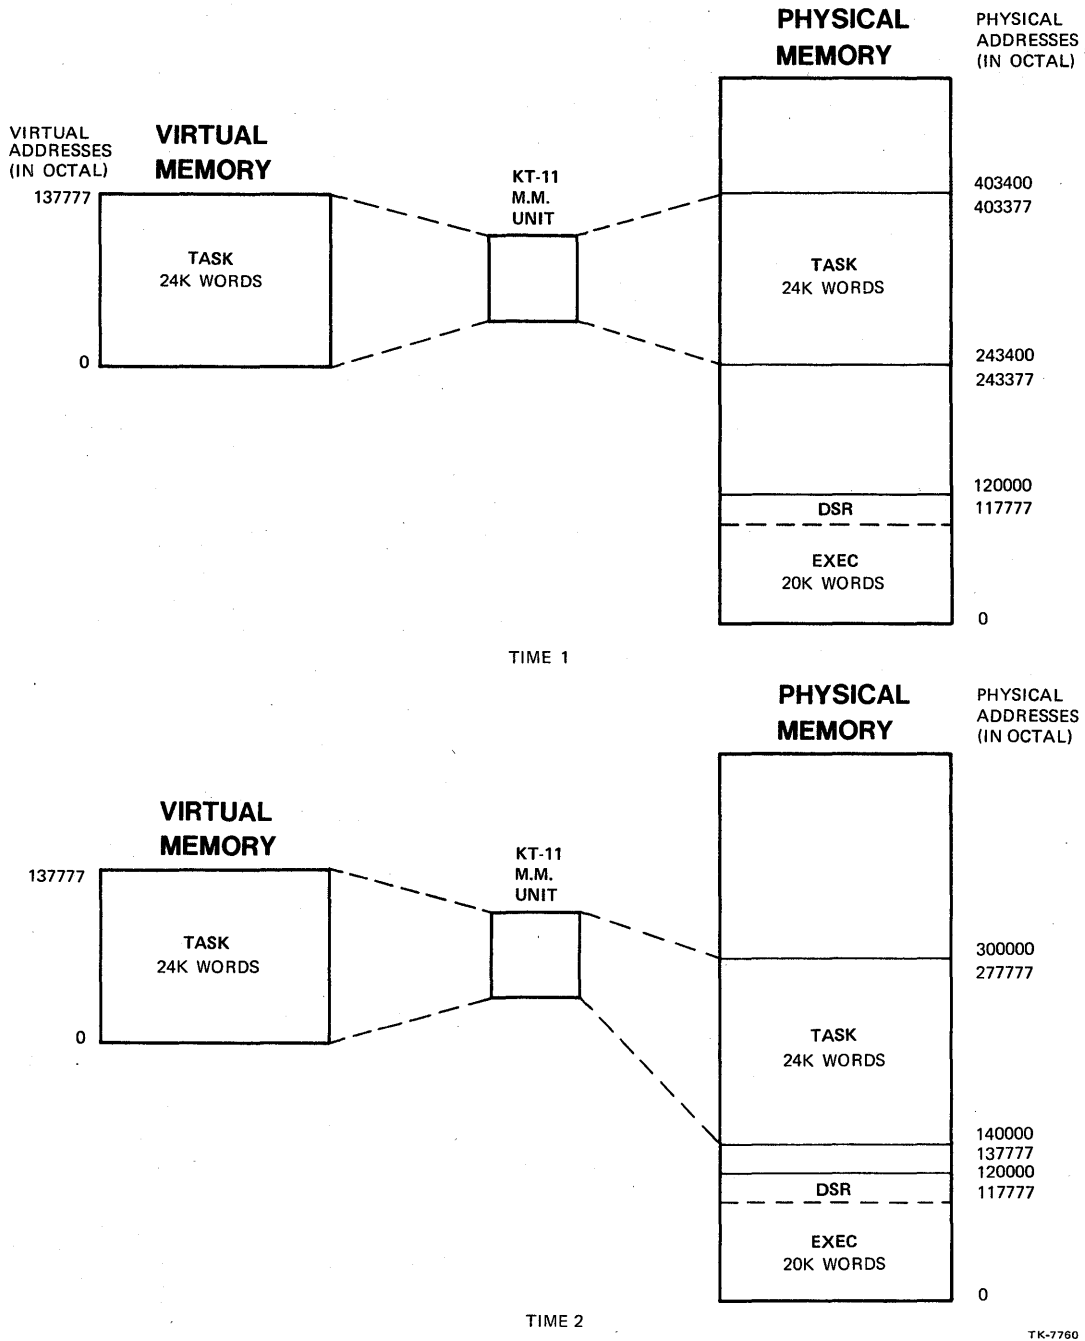 PHYSICAL
MEMORY
PHYSICAL
ADDRESSES
(IN OCTAL)
VIRTUAL
ADDRESSES
(IN OCTAL)
VIRTUAL
MEMORY
137777
TASK
24K WORDS
0
KT-11
M.M.
UNIT
403400
403377
TASK
24K WORDS
243400
243377
120000
117777
DSR
EXEC
20K WORDS
0
TIME 1
PHYSICAL
MEMORY
PHYSICAL
ADDRESSES
(IN OCTAL)
VIRTUAL
MEMORY
137777
TASK
24K WORDS
0
KT-11
M.M.
UNIT
300000
277777
TASK
24K WORDS
140000
137777
120000
117777
DSR
EXEC
20K WORDS
0
TIME 2
TK-7760